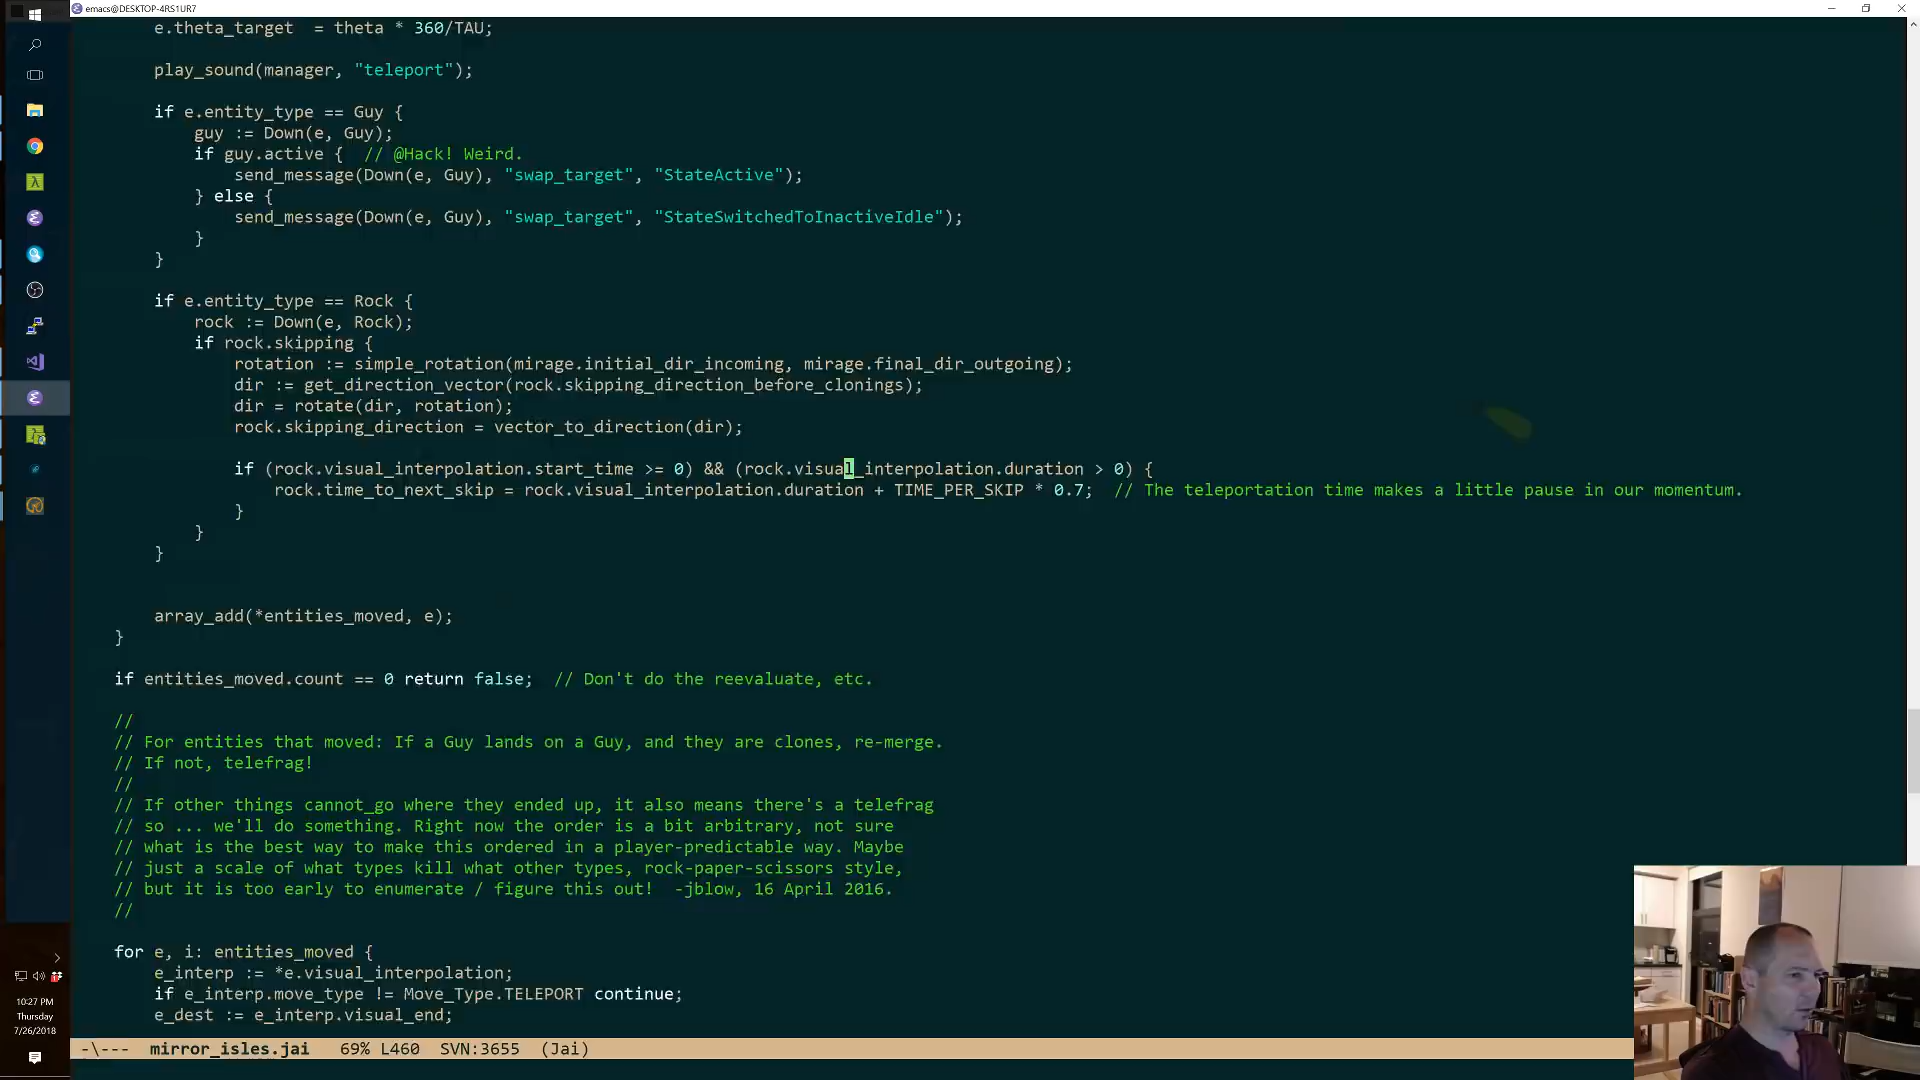 emacs@DESKTOP-4RS1UR7
e.theta_target  = theta * 360/TAU;
play_sound(manager, "teleport");
if e.entity_type == Guy {
guy := Down(e, Guy);
if guy.active {  // @Hack! Weird.
send_message(Down(e, Guy), "swap_target", "StateActive");
} else {
send_message(Down(e, Guy), "swap_target", "StateSwitchedToInactiveIdle");
}
}
if e.entity_type == Rock {
rock := Down(e, Rock);
if rock.skipping {
rotation := simple_rotation(mirage.initial_dir_incoming, mirage.final_dir_outgoing);
dir := get_direction_vector(rock.skipping_direction_before_clonings);
dir = rotate(dir, rotation);
rock.skipping_direction = vector_to_direction(dir);
if (rock.visual_interpolation.start_time >= 0) && (rock.visual_interpolation.duration > 0) {
rock.time_to_next_skip = rock.visual_interpolation.duration + TIME_PER_SKIP * 0.7;  // The teleportation time makes a little pause in our momentum.
}
}
}
array_add(*entities_moved, e);
}
if entities_moved.count == 0 return false;  // Don't do the reevaluate, etc.
//
// For entities that moved: If a Guy lands on a Guy, and they are clones, re-merge.
// If not, telefrag!
//
// If other things cannot_go where they ended up, it also means there's a telefrag
// so ... we'll do something. Right now the order is a bit arbitrary, not sure
// what is the best way to make this ordered in a player-predictable way. Maybe
// just a scale of what types kill what other types, rock-paper-scissors style,
// but it is too early to enumerate / figure this out!  -jblow, 16 April 2016.
//
for e, i: entities_moved {
e_interp := *e.visual_interpolation;
if e_interp.move_type != Move_Type.TELEPORT continue;
e_dest := e_interp.visual_end;
-\---  mirror_isles.jai   69% L460  SVN:3655  (Jai)
10:27 PM
Thursday
7/26/2018